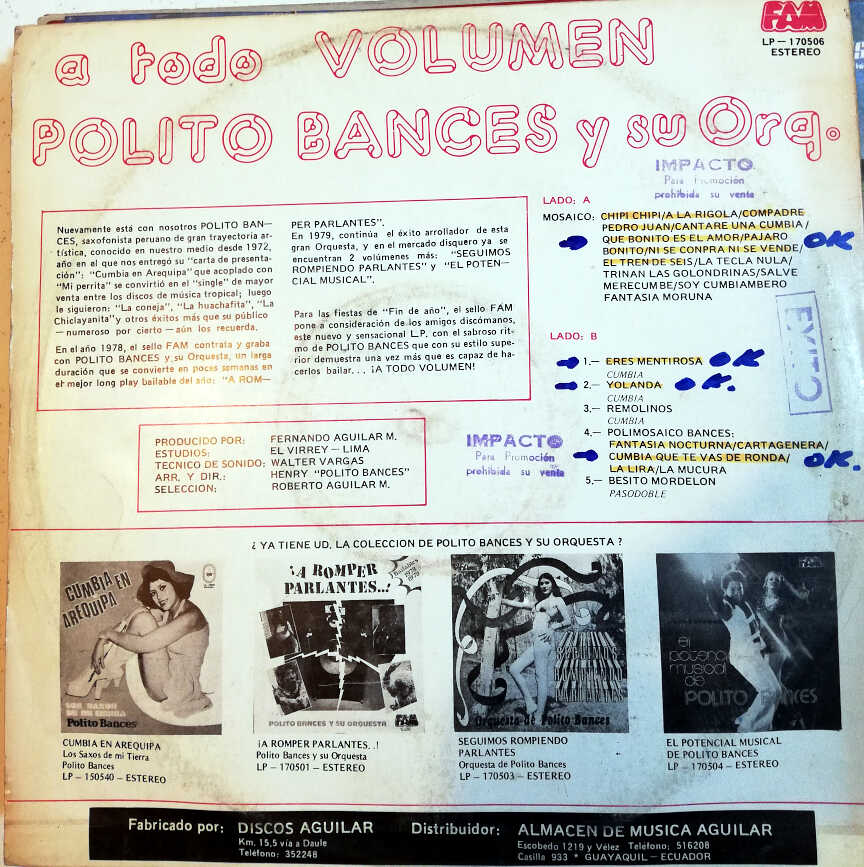 FAM
LP — 170506
ESTEREO
a todo VOLUMEN
POLITO BANCES y su Orq.
IMPACTO
Para Promoción
prohibida su venta
Nuevamente está con nosotros POLITO BAN-
CES, saxofonista peruano de gran trayectoria ar-
tística, conocido en nuestro medio desde 1972,
año en el que nos entregó su "carta de presenta-
ción": "Cumbia en Arequipa" que acoplado con
"Mi perrita" se convirtió en el "single" de mayor
venta entre los discos de música tropical; luego
le siguieron: "La coneja", "La huachafita", "La
Chiclayanita" y otros éxitos más que su público
— numeroso por cierto — aún los recuerda.
En el año 1978, el sello FAM contrata y graba
con POLITO BANCES y su Orquesta, un larga
duración que se convierte en pocas semanas en
el mejor long play bailable del año: "A ROM-
PER PARLANTES".
En 1979, continúa el éxito arrollador de esta
gran Orquesta, y en el mercado disquero ya se
encuentran 2 volúmenes más: "SEGUIMOS
ROMPIENDO PARLANTES" y "EL POTEN-
CIAL MUSICAL".
Para las fiestas de "Fin de año", el sello FAM
pone a consideración de los amigos discómanos,
este nuevo y sensacional L.P. con el sabroso rit-
mo de POLITO BANCES que con su estilo supe-
rior demuestra una vez más que es capaz de ha-
cerlos bailar. . . ¡A TODO VOLUMEN!
LADO: A
MOSAICO: CHIPI CHIPI/A LA RIGOLA/COMPADRE
PEDRO JUAN/CANTARE UNA CUMBIA/
QUE BONITO ES EL AMOR/PAJARO
BONITO/NI SE CONPRA NI SE VENDE/
EL TREN DE SEIS/LA TECLA NULA/
TRINAN LAS GOLONDRINAS/SALVE
MERECUMBE/SOY CUMBIAMBERO
FANTASIA MORUNA
OK
EXITO
LADO: B
1.— ERES MENTIROSA OK
CUMBIA
2.— YOLANDA OK.
CUMBIA
3.— REMOLINOS
CUMBIA
4.— POLIMOSAICO BANCES:
FANTASIA NOCTURNA/CARTAGENERA/
CUMBIA QUE TE VAS DE RONDA/ OK.
LA LIRA/LA MUCURA
5.— BESITO MORDELON
PASODOBLE
PRODUCIDO POR: FERNANDO AGUILAR M.
ESTUDIOS: EL VIRREY — LIMA
TECNICO DE SONIDO: WALTER VARGAS
ARR. Y DIR.: HENRY "POLITO BANCES"
SELECCION: ROBERTO AGUILAR M.
IMPACTO
Para Promoción
prohibida su venta
¿ YA TIENE UD. LA COLECCION DE POLITO BANCES Y SU ORQUESTA ?
CUMBIA EN
AREQUIPA
LOS SAXOS
DE MI TIERRA
Polito Bances
¡A ROMPER
PARLANTES..!
POLITO BANCES Y SU ORQUESTA
FAM
Orquesta de Polito Bances
el
potencial
musical
de
POLITO BANCES
CUMBIA EN AREQUIPA
Los Saxos de mi Tierra
Polito Bances
LP — 150540 — ESTEREO
¡A ROMPER PARLANTES. .!
Polito Bances y su Orquesta
LP — 170501 — ESTEREO
SEGUIMOS ROMPIENDO
PARLANTES
Orquesta de Polito Bances
LP — 170503 — ESTEREO
EL POTENCIAL MUSICAL
DE POLITO BANCES
LP — 170504 — ESTEREO
Fabricado por: DISCOS AGUILAR
Km. 15,5 vía a Daule
Teléfono: 352248
Distribuidor: ALMACEN DE MUSICA AGUILAR
Escobedo 1219 y Vélez Teléfono: 516208
Casilla 933 * GUAYAQUIL — ECUADOR